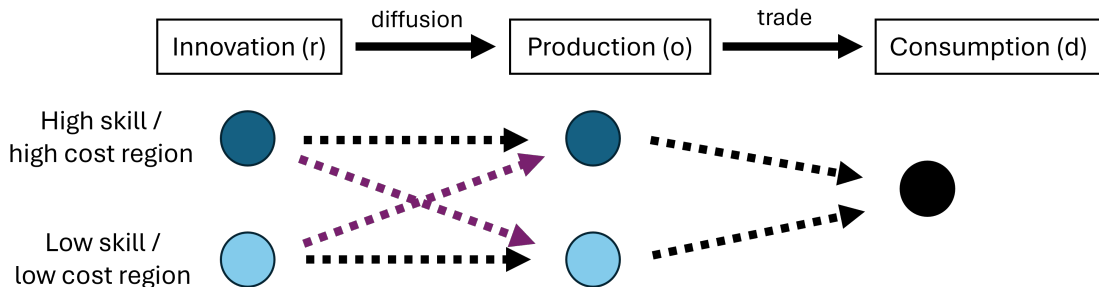 diffusion
trade
Innovation (r)
Production (o)
Consumption (d)
High skill /
high cost region
Low skill /
low cost region